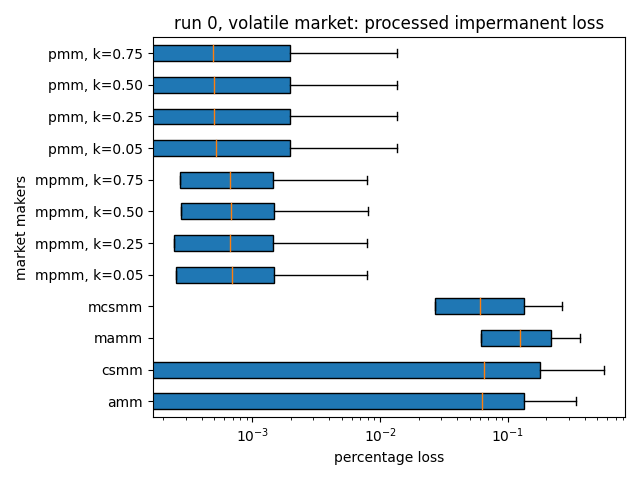 run 0, volatile market: processed impermanent loss
market makers
pmm, k=0.75
pmm, k=0.50
pmm, k=0.25
pmm, k=0.05
mpmm, k=0.75
mpmm, k=0.50
mpmm, k=0.25
mpmm, k=0.05
mcsmm
mamm
csmm
amm
10⁻³ 10⁻² 10⁻¹
percentage loss